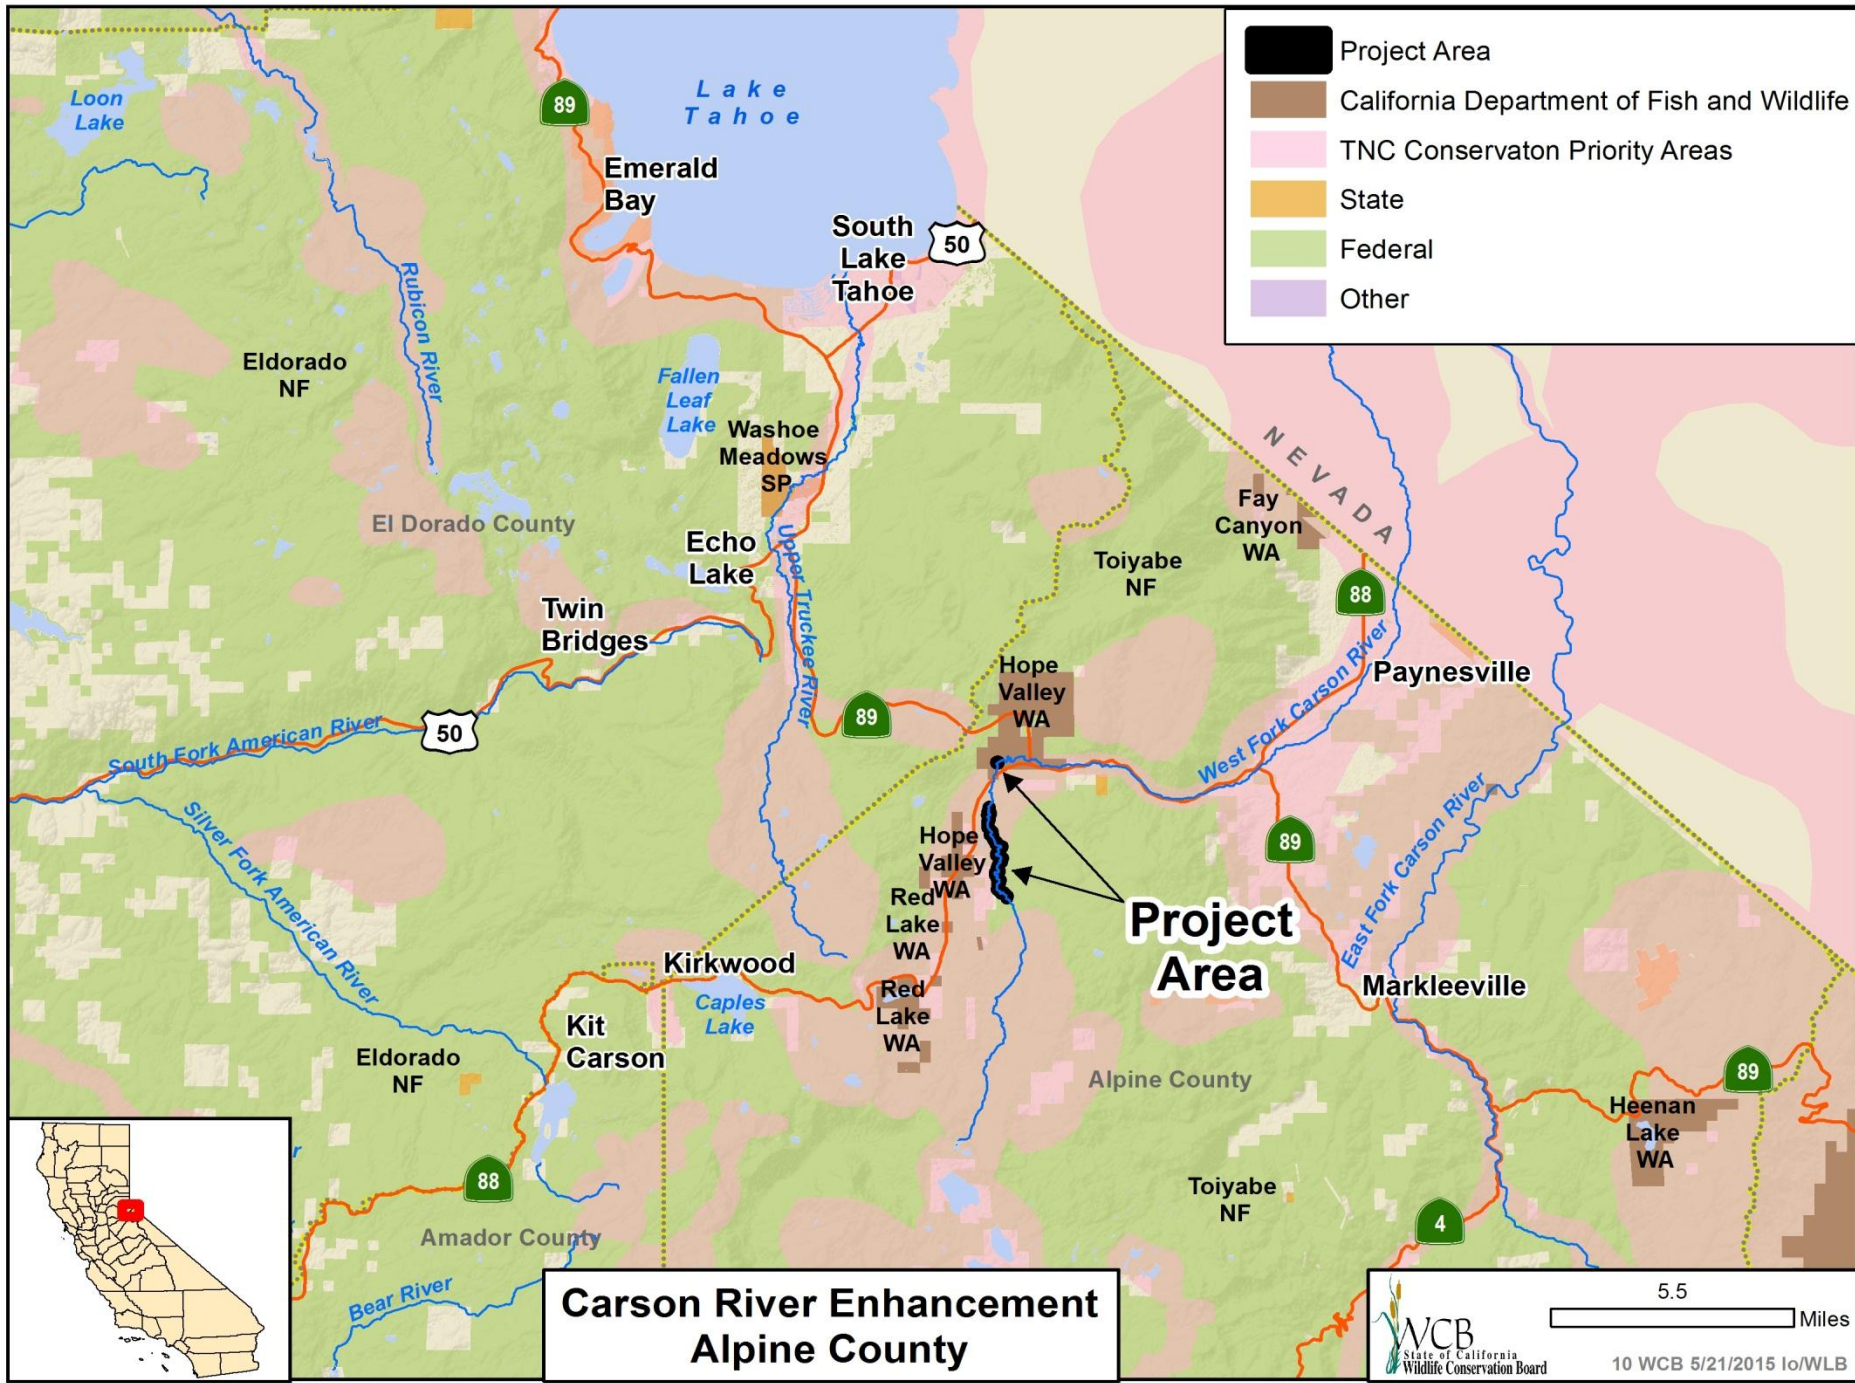 Project Area
California Department of Fish and Wildlife
TNC Conservaton Priority Areas
State
Federal
Other
Loon
Lake
89
Lake
Tahoe
Emerald
Bay
South
Lake
Tahoe
50
Rubicon River
Eldorado
NF
Fallen
Leaf
Lake
Washoe
Meadows
SP
NEVADA
Fay
Canyon
WA
El Dorado County
Echo
Lake
Upper Truckee River
Toiyabe
NF
88
Twin
Bridges
Hope
Valley
WA
Paynesville
West Fork Carson River
89
50
South Fork American River
Silver Fork American River
Hope
Valley
WA
89
East Fork Carson River
Red
Lake
WA
Project
Area
Kirkwood
Caples
Lake
Red
Lake
WA
Markleeville
Kit
Carson
Eldorado
NF
Alpine County
89
Heenan
Lake
WA
88
Toiyabe
NF
4
Amador County
Bear River
Carson River Enhancement
Alpine County
WCB
State of California
Wildlife Conservation Board
5.5
Miles
10 WCB 5/21/2015 lo/WLB